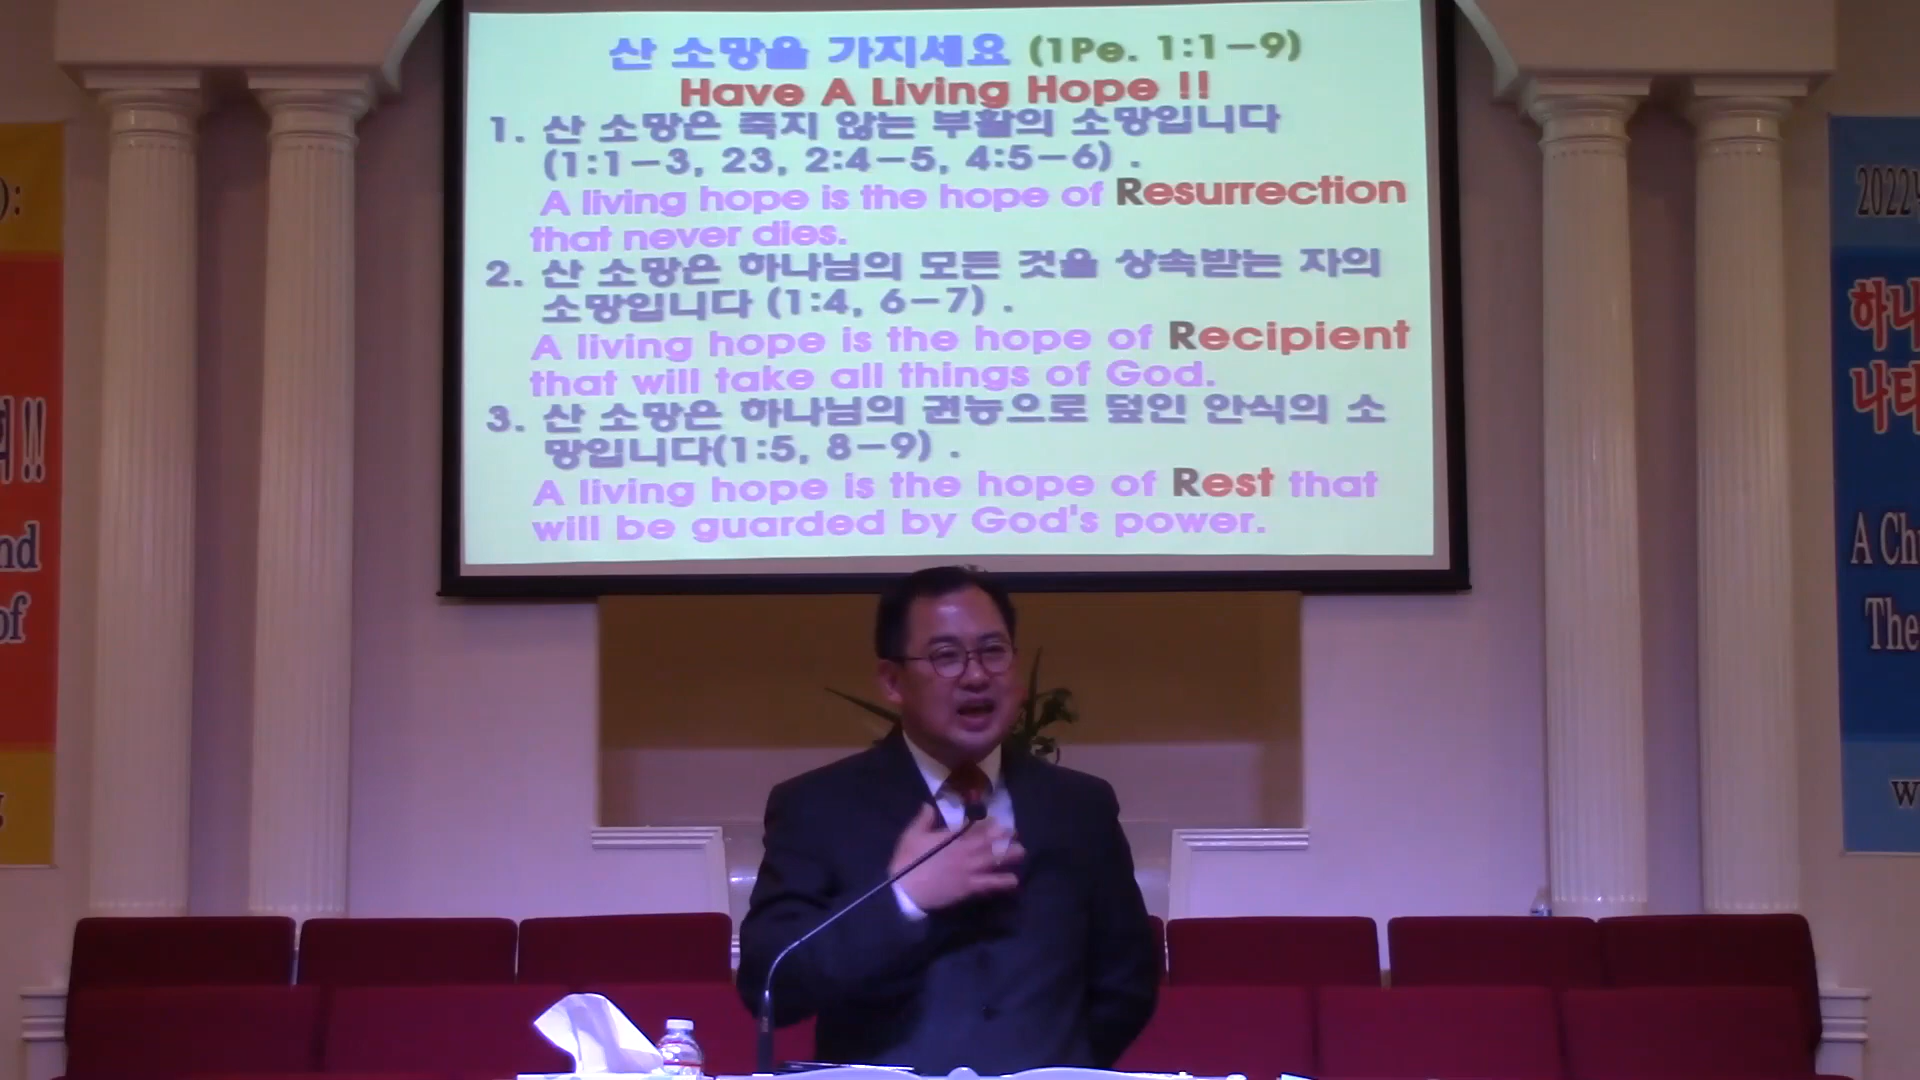 산 소망을 가지세요 (1Pe. 1:1-9)
Have A Living Hope !!
1. 산 소망은 죽지 않는 부활의 소망입니다
(1:1-3, 23, 2:4-5, 4:5-6) .
A living hope is the hope of Resurrection
that never dies.
2. 산 소망은 하나님의 모든 것을 상속받는 자의
소망입니다 (1:4, 6-7) .
A living hope is the hope of Recipient
that will take all things of God.
3. 산 소망은 하나님의 권능으로 덮인 안식의 소
망입니다(1:5, 8-9) .
A living hope is the hope of Rest that
will be guarded by God's power.
):
!!
nd
of
2022
하나
나타
A Ch
The